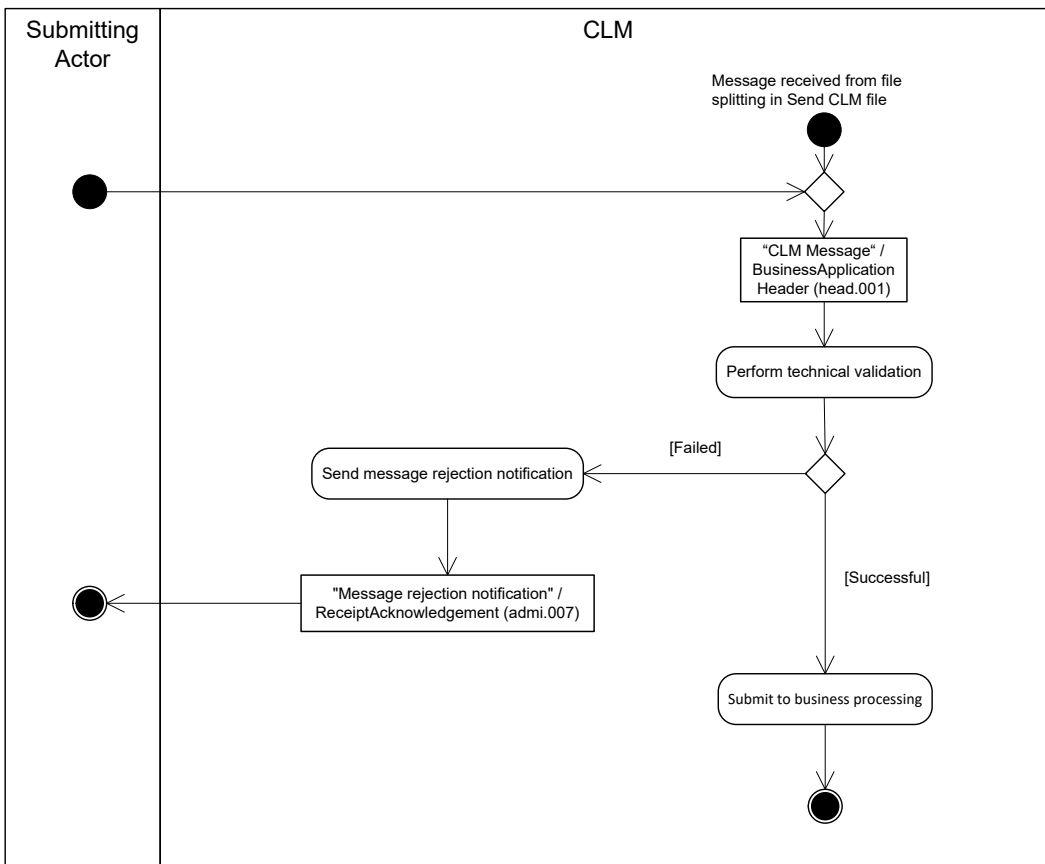 Submitting
Actor
CLM
Message received from file
splitting in Send CLM file
“CLM Message“ /
BusinessApplication
Header (head.001)
Perform technical validation
[Failed]
Send message rejection notification
[Successful]
"Message rejection notification" /
ReceiptAcknowledgement (admi.007)
Submit to business processing